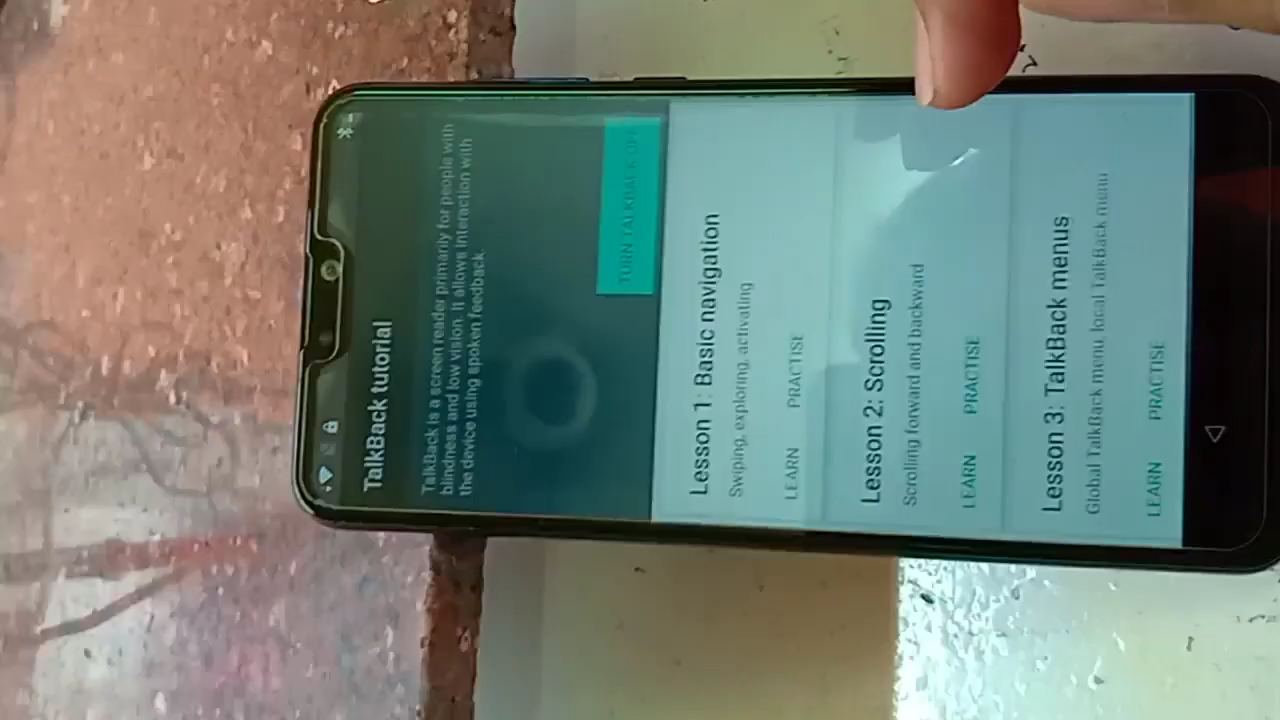 TalkBack tutorial
TalkBack is a screen reader primarily for people with
blindness and low vision. It allows interaction with
the device using spoken feedback.
TURN TALKBACK OFF
Lesson 1: Basic navigation
Swiping, exploring, activating
LEARN PRACTISE
Lesson 2: Scrolling
Scrolling forward and backward
LEARN PRACTISE
Lesson 3: TalkBack menus
Global TalkBack menu, local TalkBack menu
LEARN PRACTISE